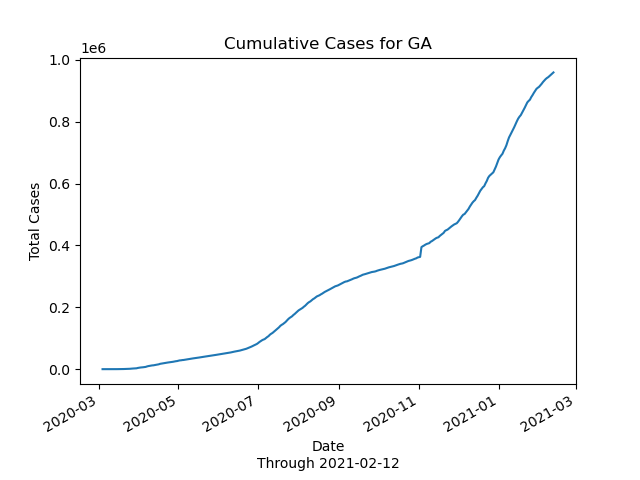 Cumulative Cases for GA
1e6
1.0
0.8
0.6
0.4
0.2
0.0
Total Cases
2020-03
2020-05
2020-07
2020-09
2020-11
2021-01
2021-03
Date
Through 2021-02-12